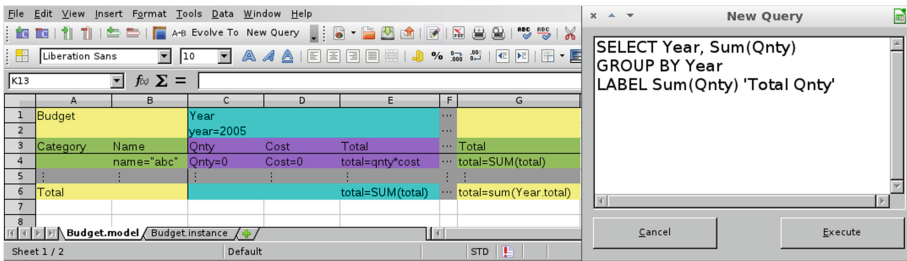 File Edit View Insert Format Tools Data Window Help
A-B Evolve To New Query
Liberation Sans 10
K13 f(x) Σ =
A B C D E F G
1 Budget Year ...
2 year=2005 ...
3 Category Name Qnty Cost Total ... Total
4 name="abc" Qnty=0 Cost=0 total=qnty*cost ... total=SUM(total)
5
6 Total total=SUM(total) ... total=sum(Year.total)
7
8
Budget.model Budget.instance
Sheet 1 / 2 Default STD
New Query
SELECT Year, Sum(Qnty)
GROUP BY Year
LABEL Sum(Qnty) 'Total Qnty'
Cancel Execute